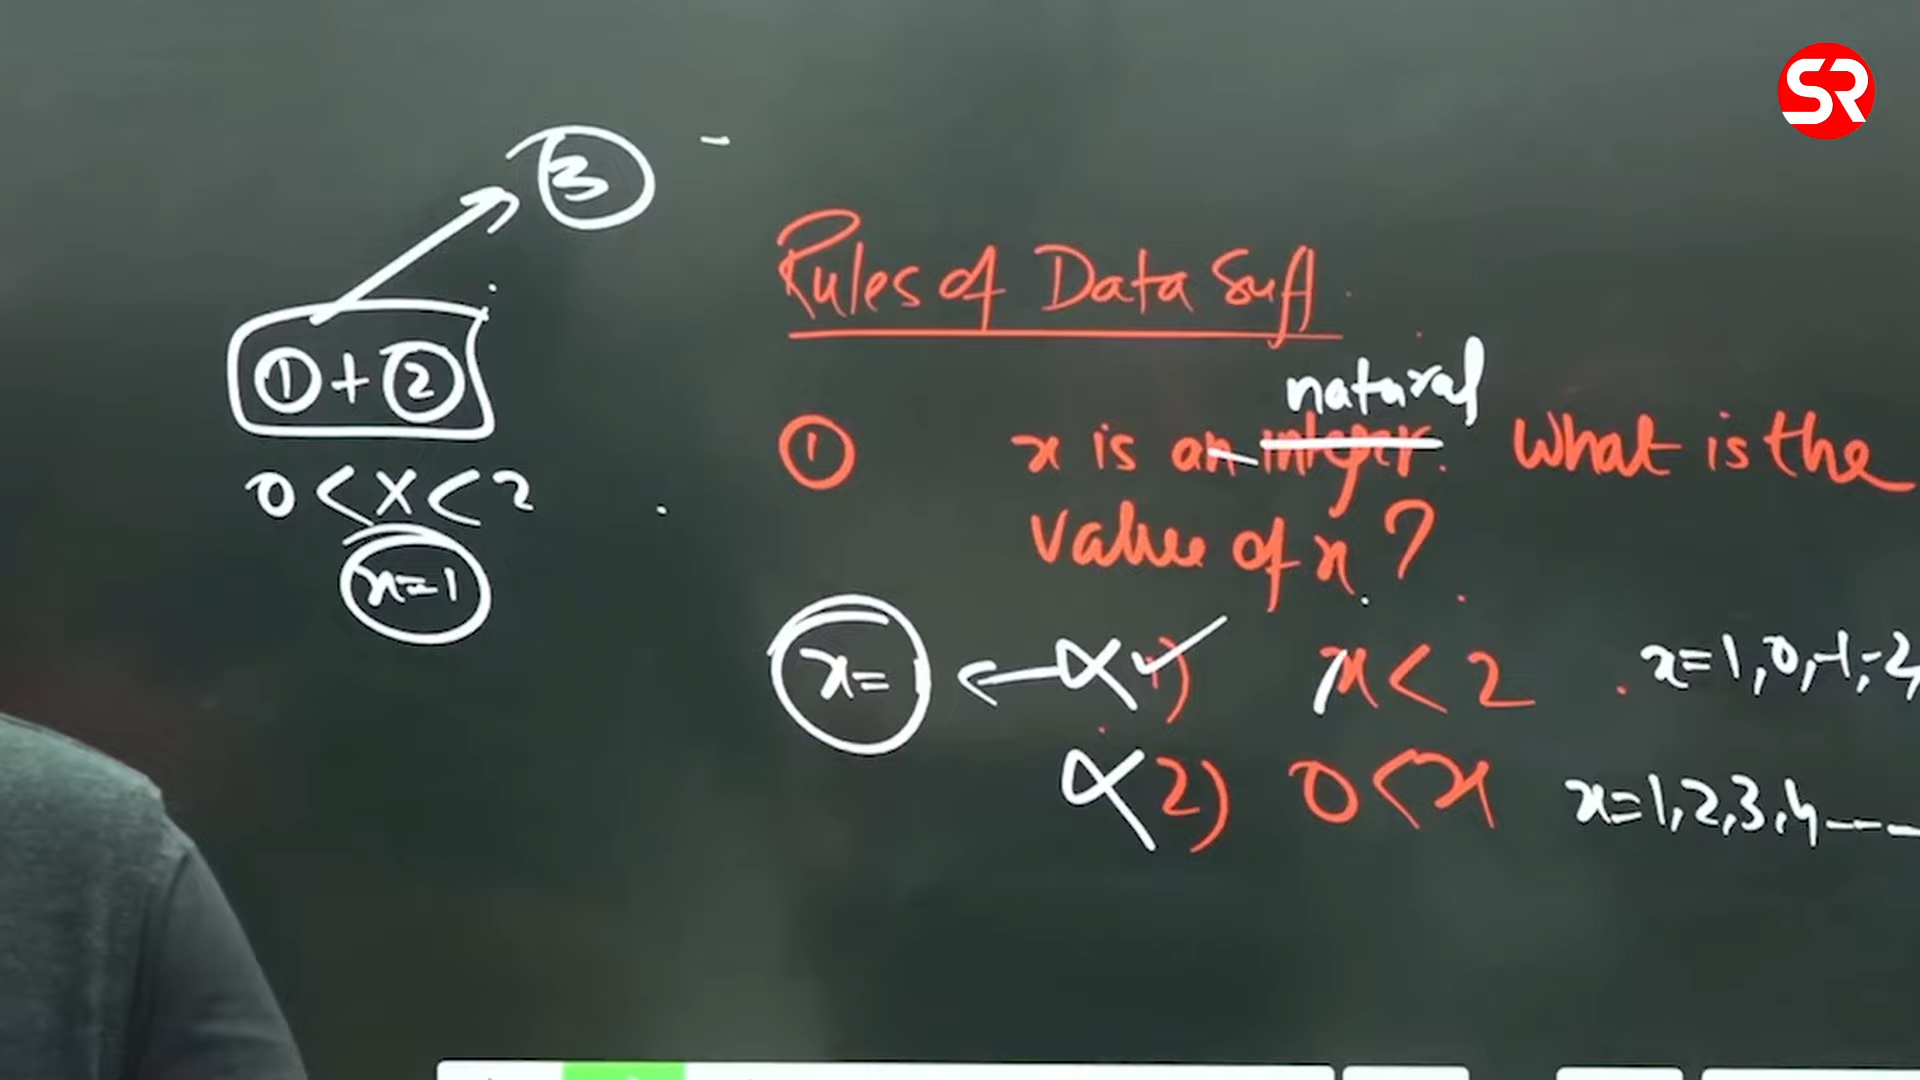 SR
3
Rules of Data Suff.
① + ②
natural
① x is an integer. What is the
value of x?
0 < x < 2
x=1
x=
1) x < 2 x=1,0,-1,-2,
2) 0 < x x=1,2,3,4-----